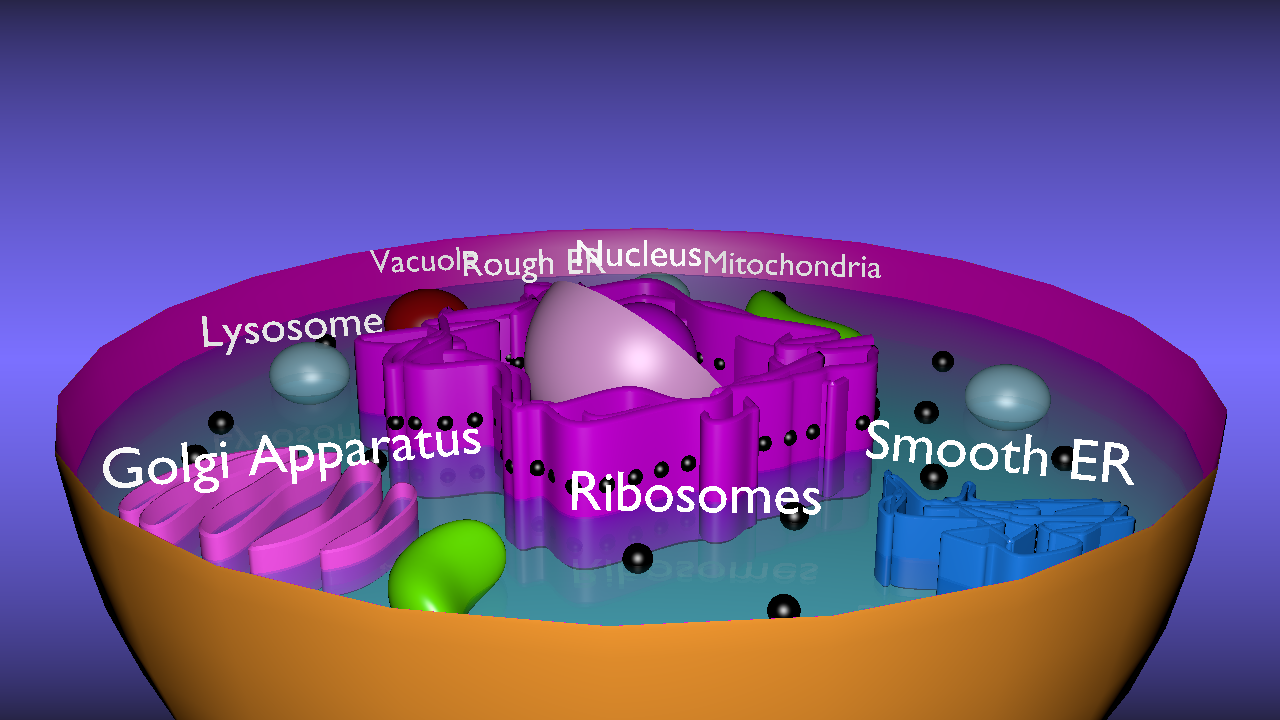 Nucleus
Vacuole
Rough ER
Mitochondria
Lysosome
Golgi Apparatus
Smooth ER
Ribosomes